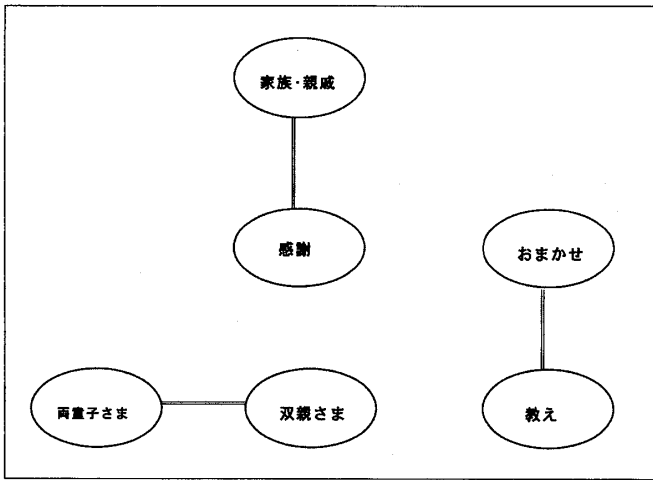 家族・親戚
感謝
おまかせ
両童子さま
双親さま
教え